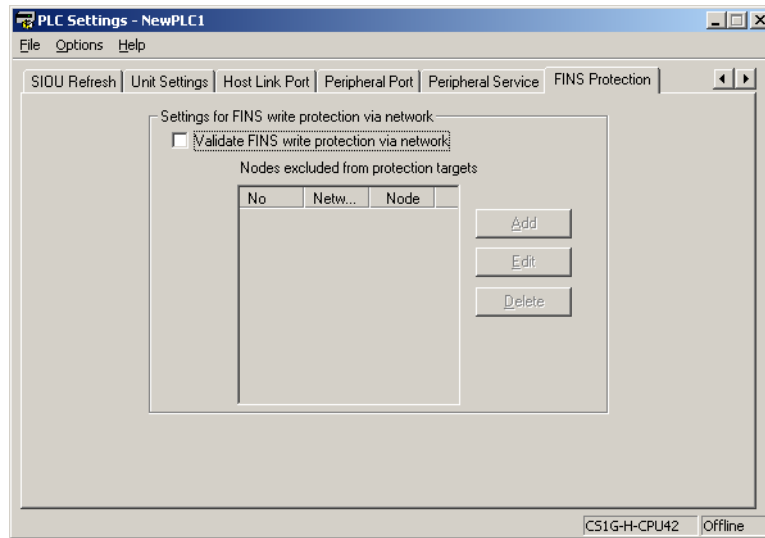 PLC Settings - NewPLC1
File Options Help
SIOU Refresh Unit Settings Host Link Port Peripheral Port Peripheral Service FINS Protection
Settings for FINS write protection via network
Validate FINS write protection via network
Nodes excluded from protection targets
No Netw... Node
Add
Edit
Delete
CS1G-H-CPU42 Offline